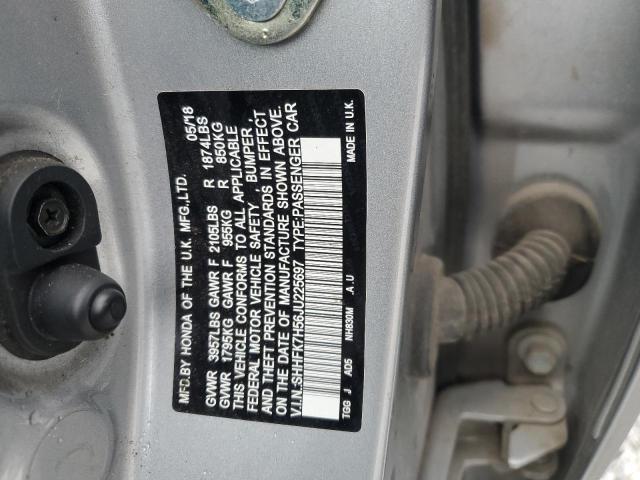 MFD.BY HONDA OF THE U.K. MFG.,LTD. 05/18
GVWR 3957LBS GAWR F 2105LBS R 1874LBS
GVWR 1795KG GAWR F 955KG R 850KG
THIS VEHICLE CONFORMS TO ALL APPLICABLE
FEDERAL MOTOR VEHICLE SAFETY , BUMPER ,
AND THEFT PREVENTION STANDARDS IN EFFECT
ON THE DATE OF MANUFACTURE SHOWN ABOVE.
V.I.N.:SHHFK7H56JU225697 TYPE:PASSENGER CAR
TGG J AD5 NH830M .A.U MADE IN U.K.